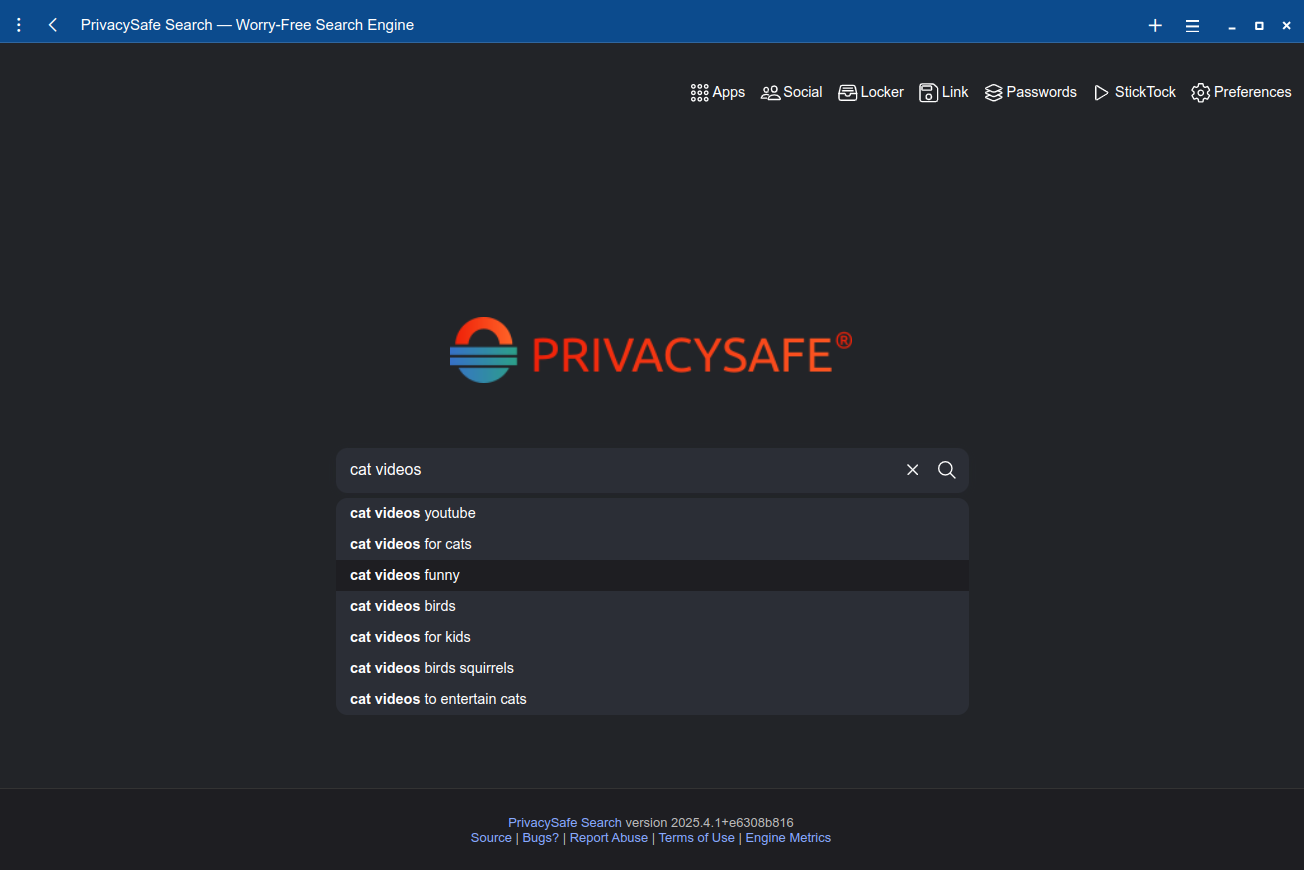 PrivacySafe Search — Worry-Free Search Engine
Apps Social Locker Link Passwords StickTock Preferences
PRIVACYSAFE®
cat videos
cat videos youtube
cat videos for cats
cat videos funny
cat videos birds
cat videos for kids
cat videos birds squirrels
cat videos to entertain cats
PrivacySafe Search version 2025.4.1+e6308b816
Source | Bugs? | Report Abuse | Terms of Use | Engine Metrics